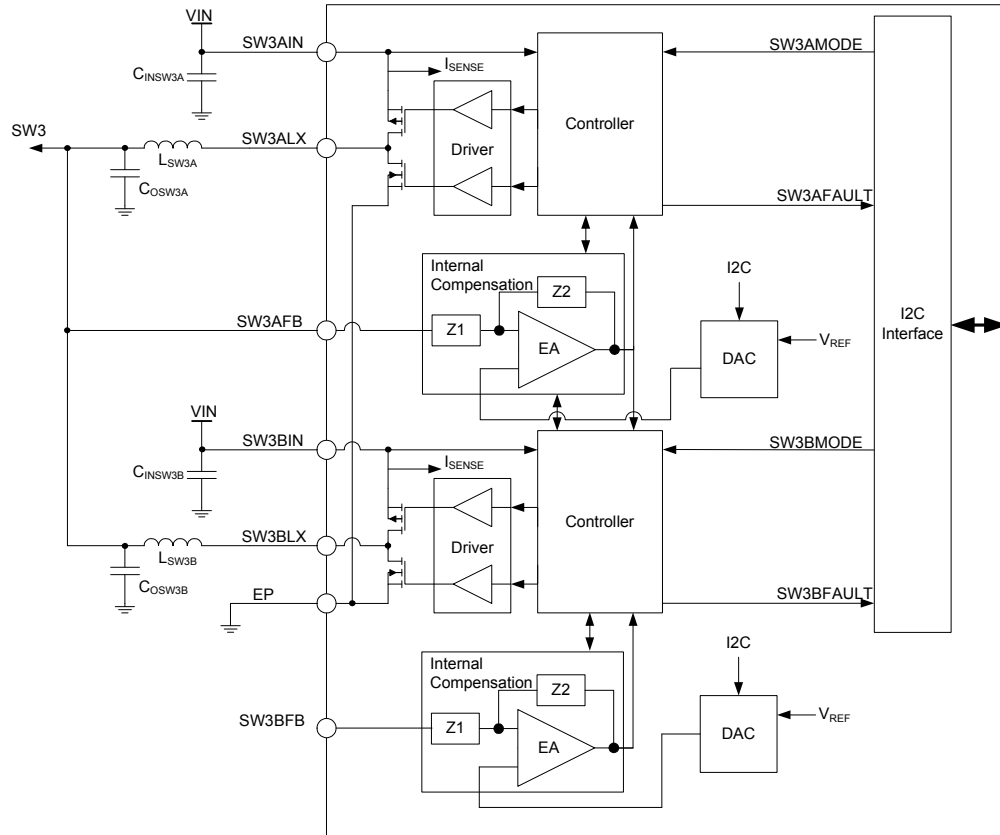 VIN
SW3AIN
CINSW3A
ISENSE
SW3
SW3ALX
LSW3A
COSW3A
Driver
Controller
SW3AMODE
SW3AFAULT
I2C
Interface
Internal
Compensation
Z2
SW3AFB
Z1
EA
I2C
DAC
VREF
VIN
SW3BIN
CINSW3B
ISENSE
SW3BLX
LSW3B
COSW3B
EP
Driver
Controller
SW3BMODE
SW3BFAULT
Internal
Compensation
Z2
SW3BFB
Z1
EA
I2C
DAC
VREF